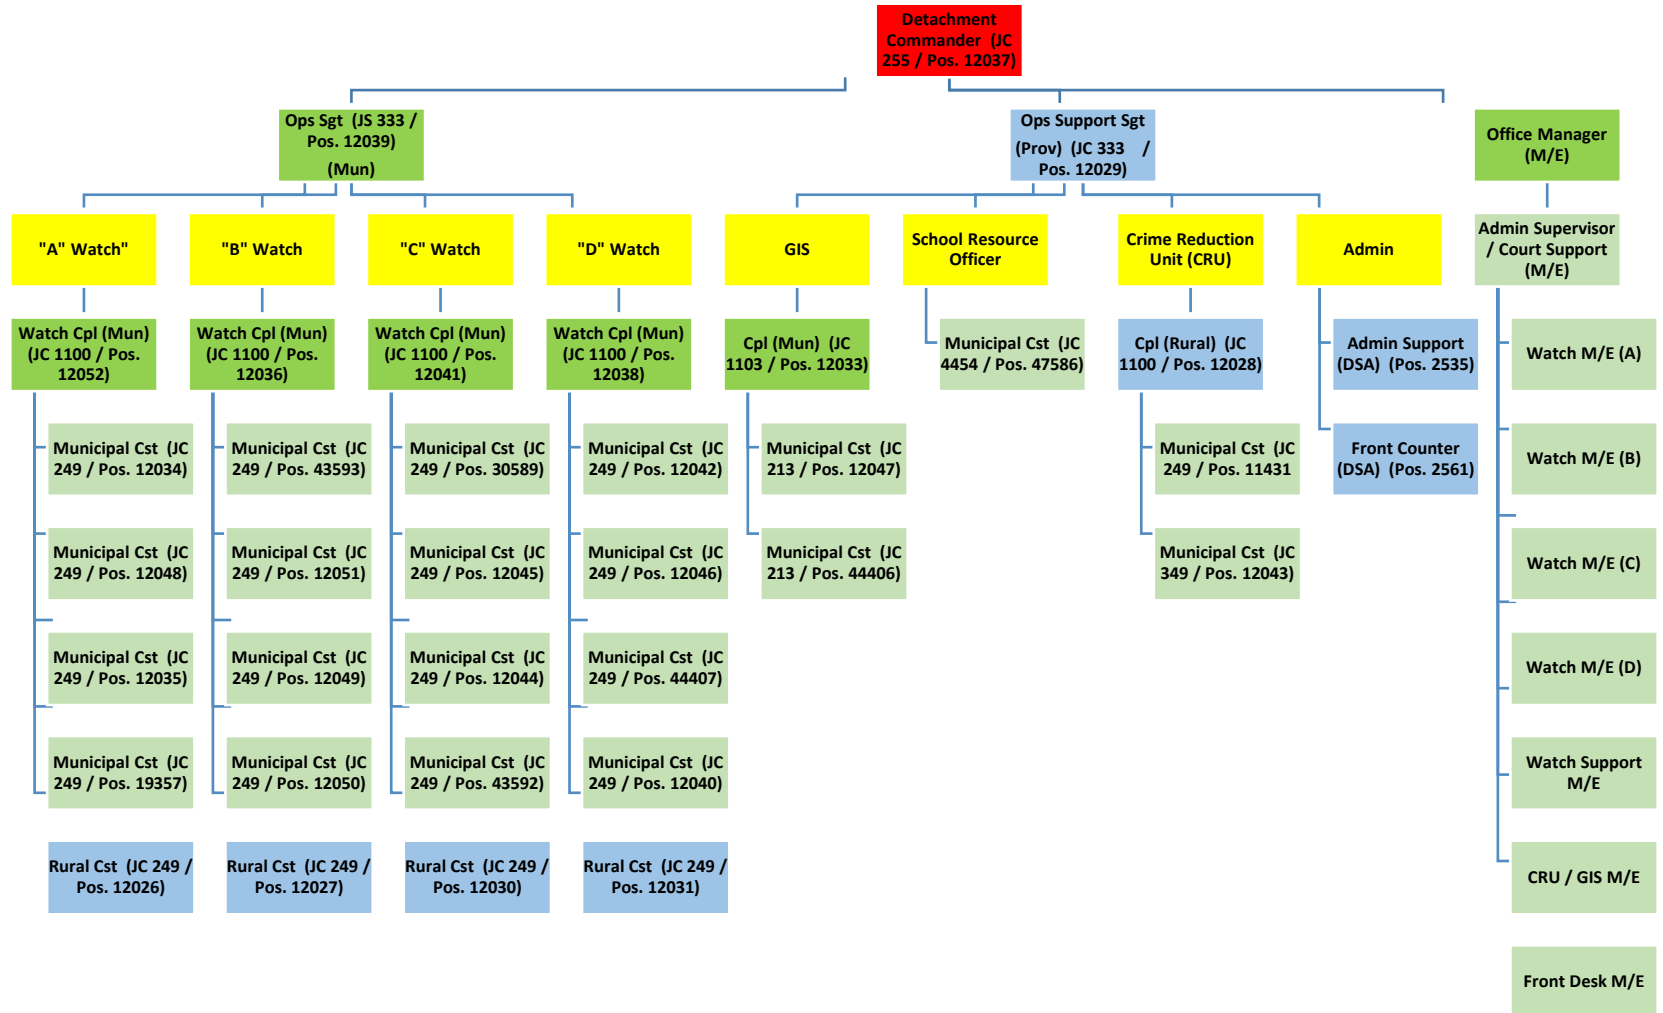 Detachment
Commander (JC
255 / Pos. 12037)
Ops Sgt (JS 333 /
Pos. 12039)
(Mun)
Ops Support Sgt
(Prov) (JC 333 /
Pos. 12029)
Office Manager
(M/E)
"A" Watch"
"B" Watch
"C" Watch
"D" Watch
GIS
School Resource
Officer
Crime Reduction
Unit (CRU)
Admin
Admin Supervisor
/ Court Support
(M/E)
Watch Cpl (Mun)
(JC 1100 / Pos.
12052)
Watch Cpl (Mun)
(JC 1100 / Pos.
12036)
Watch Cpl (Mun)
(JC 1100 / Pos.
12041)
Watch Cpl (Mun)
(JC 1100 / Pos.
12038)
Cpl (Mun) (JC
1103 / Pos. 12033)
Municipal Cst (JC
4454 / Pos. 47586)
Cpl (Rural) (JC
1100 / Pos. 12028)
Admin Support
(DSA) (Pos. 2535)
Watch M/E (A)
Municipal Cst (JC
249 / Pos. 12034)
Municipal Cst (JC
249 / Pos. 43593)
Municipal Cst (JC
249 / Pos. 30589)
Municipal Cst (JC
249 / Pos. 12042)
Municipal Cst (JC
213 / Pos. 12047)
Municipal Cst (JC
249 / Pos. 11431
Front Counter
(DSA) (Pos. 2561)
Watch M/E (B)
Municipal Cst (JC
249 / Pos. 12048)
Municipal Cst (JC
249 / Pos. 12051)
Municipal Cst (JC
249 / Pos. 12045)
Municipal Cst (JC
249 / Pos. 12046)
Municipal Cst (JC
213 / Pos. 44406)
Municipal Cst (JC
349 / Pos. 12043)
Watch M/E (C)
Municipal Cst (JC
249 / Pos. 12035)
Municipal Cst (JC
249 / Pos. 12049)
Municipal Cst (JC
249 / Pos. 12044)
Municipal Cst (JC
249 / Pos. 44407)
Watch M/E (D)
Municipal Cst (JC
249 / Pos. 19357)
Municipal Cst (JC
249 / Pos. 12050)
Municipal Cst (JC
249 / Pos. 43592)
Municipal Cst (JC
249 / Pos. 12040)
Watch Support
M/E
Rural Cst (JC 249 /
Pos. 12026)
Rural Cst (JC 249 /
Pos. 12027)
Rural Cst (JC 249 /
Pos. 12030)
Rural Cst (JC 249 /
Pos. 12031)
CRU / GIS M/E
Front Desk M/E